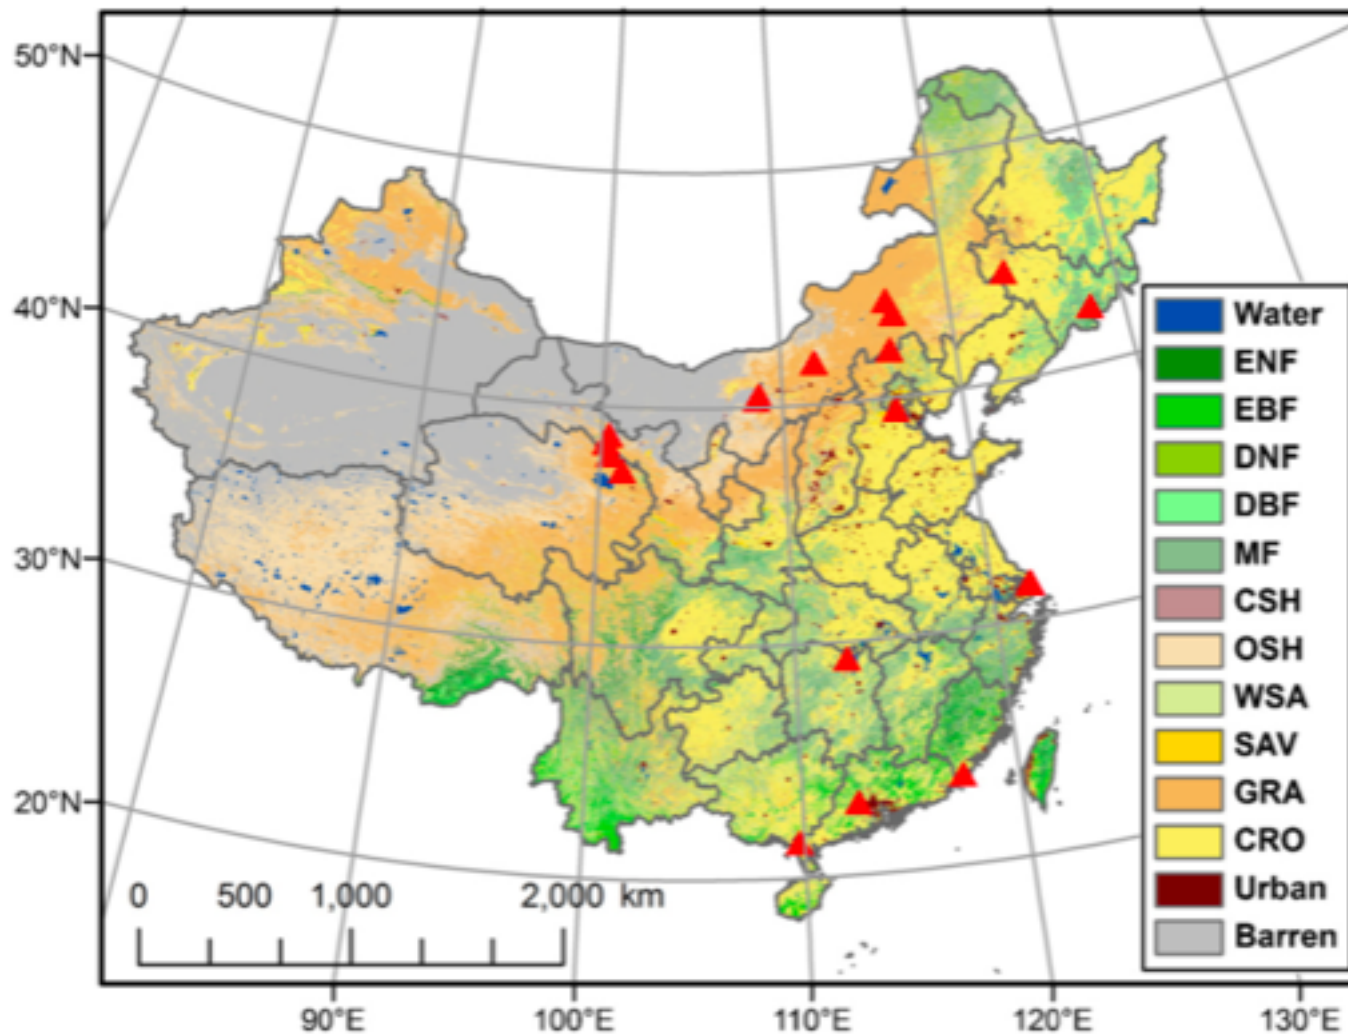 50°N
40°N
30°N
20°N
Water
ENF
EBF
DNF
DBF
MF
CSH
OSH
WSA
SAV
GRA
CRO
Urban
Barren
0 500 1,000 2,000 km
90°E 100°E 110°E 120°E 130°E